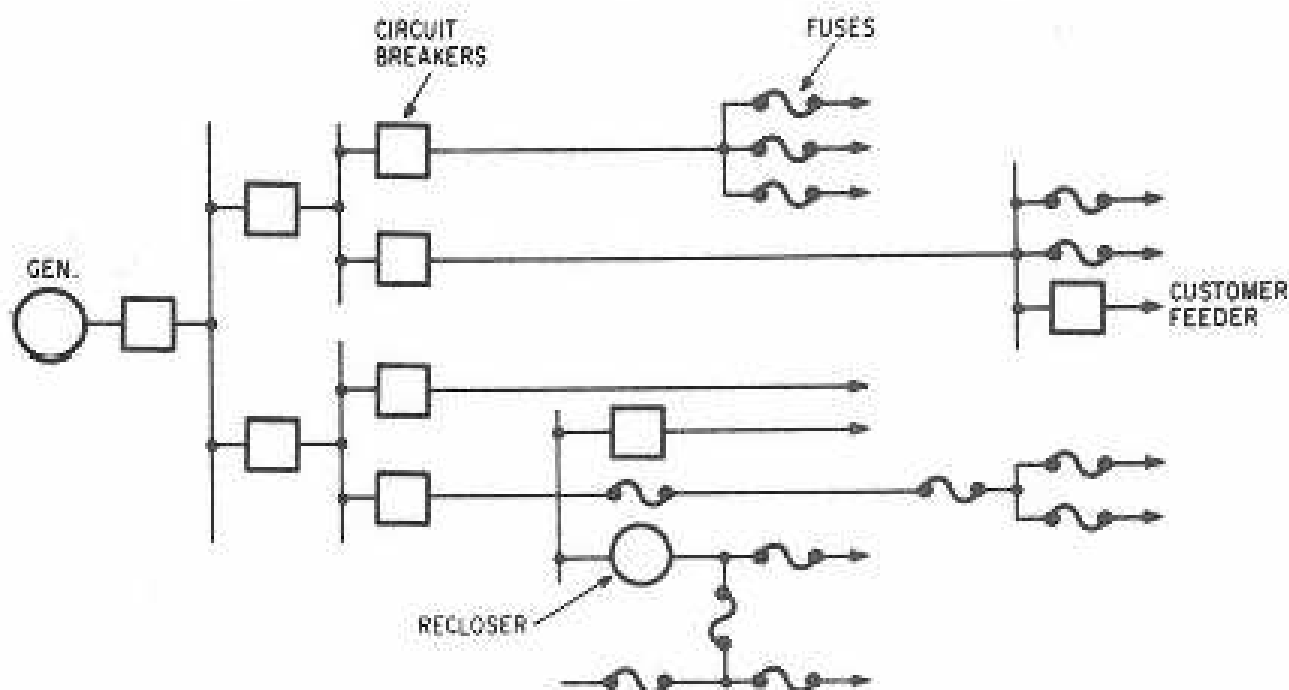 CIRCUIT
BREAKERS
FUSES
GEN.
CUSTOMER
FEEDER
RECLOSER